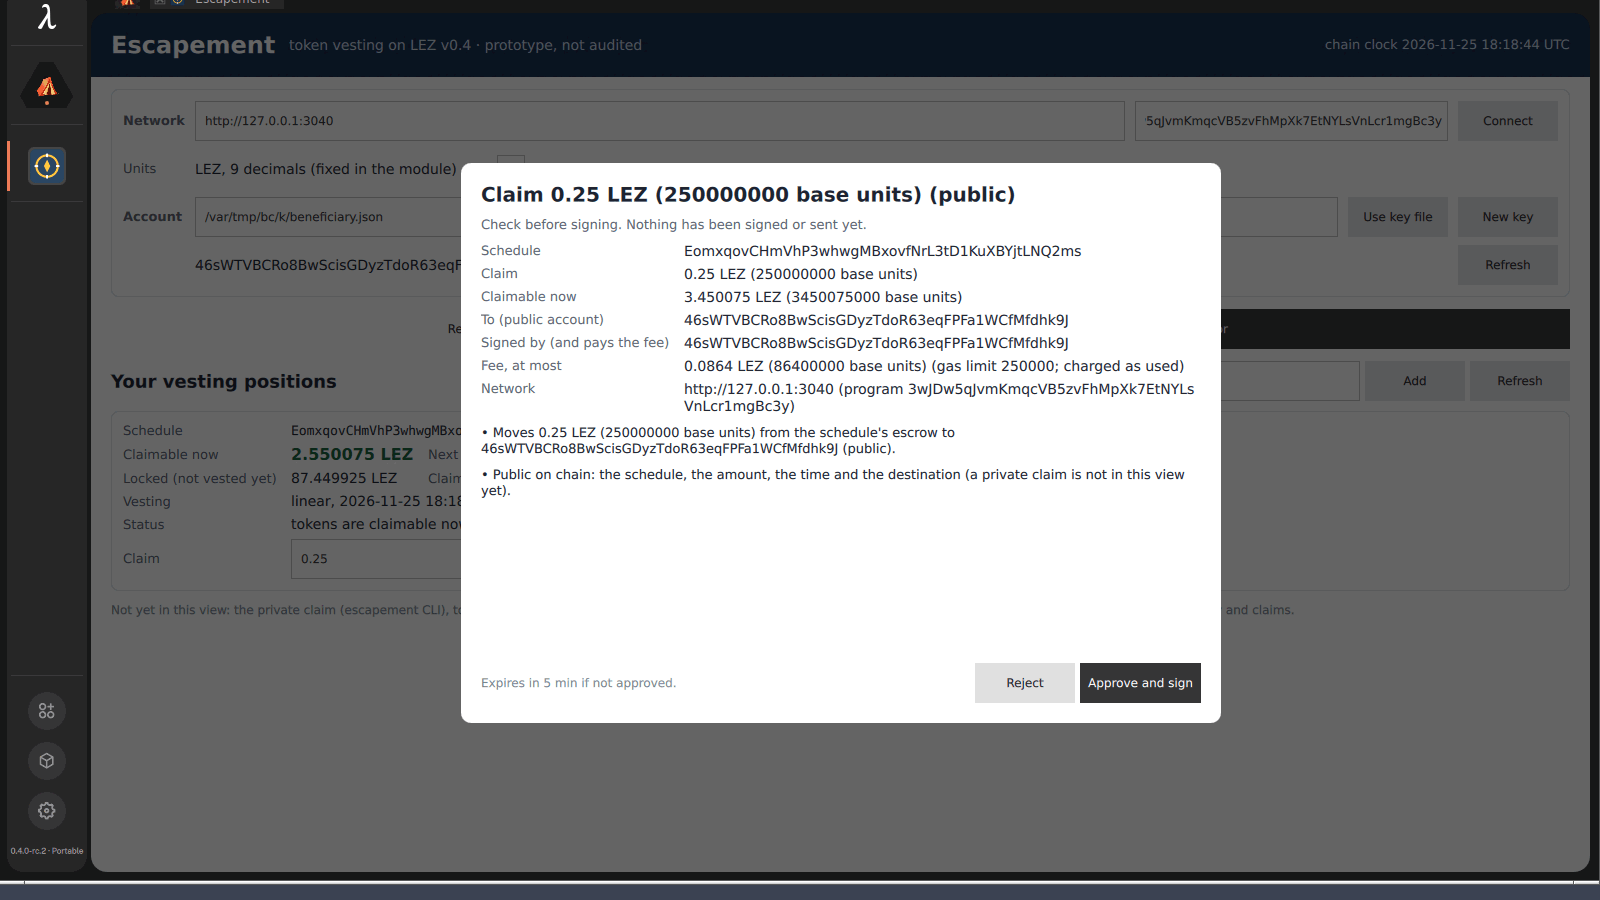 λ
Escapement
Escapement token vesting on LEZ v0.4 · prototype, not audited
chain clock 2026-11-25 18:18:44 UTC
Network
http://127.0.0.1:3040
5qJvmKmqcVB5zvFhMpXk7EtNYLsVnLcr1mgBc3y
Connect
Units
LEZ, 9 decimals (fixed in the module)
Account
/var/tmp/bc/k/beneficiary.json
Use key file
New key
46sWTVBCRo8BwScisGDyzTdoR63eqF
Refresh
Re
or
Your vesting positions
Add
Refresh
Schedule
EomxqovCHmVhP3whwgMBxo
Claimable now
2.550075 LEZ Next
Locked (not vested yet)
87.449925 LEZ Claim
Vesting
linear, 2026-11-25 18:18
Status
tokens are claimable now
Claim
0.25
Not yet in this view: the private claim (escapement CLI), to
and claims.
Claim 0.25 LEZ (250000000 base units) (public)
Check before signing. Nothing has been signed or sent yet.
Schedule
EomxqovCHmVhP3whwgMBxovfNrL3tD1KuXBYjtLNQ2ms
Claim
0.25 LEZ (250000000 base units)
Claimable now
3.450075 LEZ (3450075000 base units)
To (public account)
46sWTVBCRo8BwScisGDyzTdoR63eqFPFa1WCfMfdhk9J
Signed by (and pays the fee)
46sWTVBCRo8BwScisGDyzTdoR63eqFPFa1WCfMfdhk9J
Fee, at most
0.0864 LEZ (86400000 base units) (gas limit 250000; charged as used)
Network
http://127.0.0.1:3040 (program 3wJDw5qJvmKmqcVB5zvFhMpXk7EtNYLs
VnLcr1mgBc3y)
• Moves 0.25 LEZ (250000000 base units) from the schedule's escrow to
46sWTVBCRo8BwScisGDyzTdoR63eqFPFa1WCfMfdhk9J (public).
• Public on chain: the schedule, the amount, the time and the destination (a private claim is not in this view
yet).
Expires in 5 min if not approved.
Reject
Approve and sign
0.4.0-rc.2 · Portable